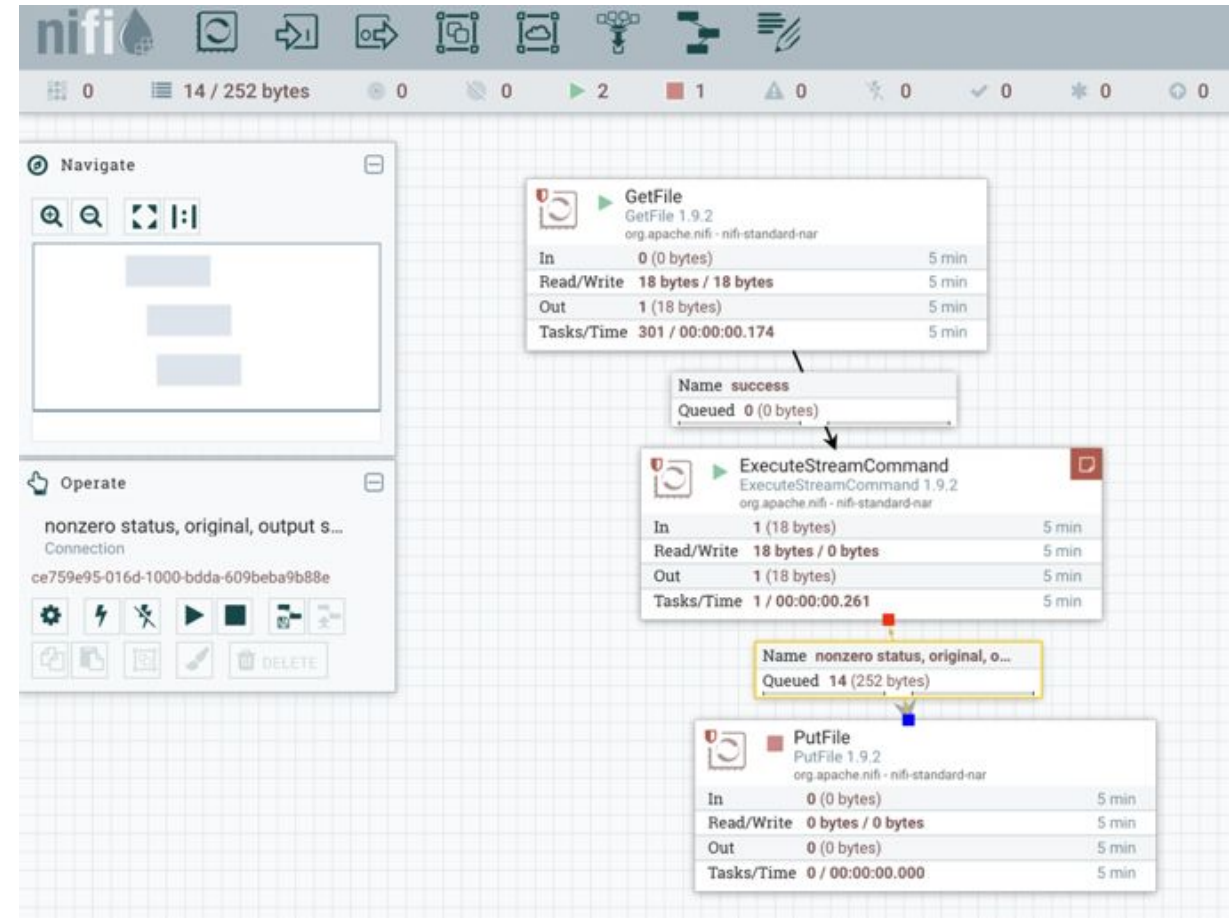 nifi
0 14 / 252 bytes 0 0 2 1 0 0 0 0 0
Navigate
Operate
nonzero status, original, output s...
Connection
ce759e95-016d-1000-bdda-609beba9b88e
DELETE
GetFile
GetFile 1.9.2
org.apache.nifi - nifi-standard-nar
In 0 (0 bytes) 5 min
Read/Write 18 bytes / 18 bytes 5 min
Out 1 (18 bytes) 5 min
Tasks/Time 301 / 00:00:00.174 5 min
Name success
Queued 0 (0 bytes)
ExecuteStreamCommand
ExecuteStreamCommand 1.9.2
org.apache.nifi - nifi-standard-nar
In 1 (18 bytes) 5 min
Read/Write 18 bytes / 0 bytes 5 min
Out 1 (18 bytes) 5 min
Tasks/Time 1 / 00:00:00.261 5 min
Name nonzero status, original, o...
Queued 14 (252 bytes)
PutFile
PutFile 1.9.2
org.apache.nifi - nifi-standard-nar
In 0 (0 bytes) 5 min
Read/Write 0 bytes / 0 bytes 5 min
Out 0 (0 bytes) 5 min
Tasks/Time 0 / 00:00:00.000 5 min